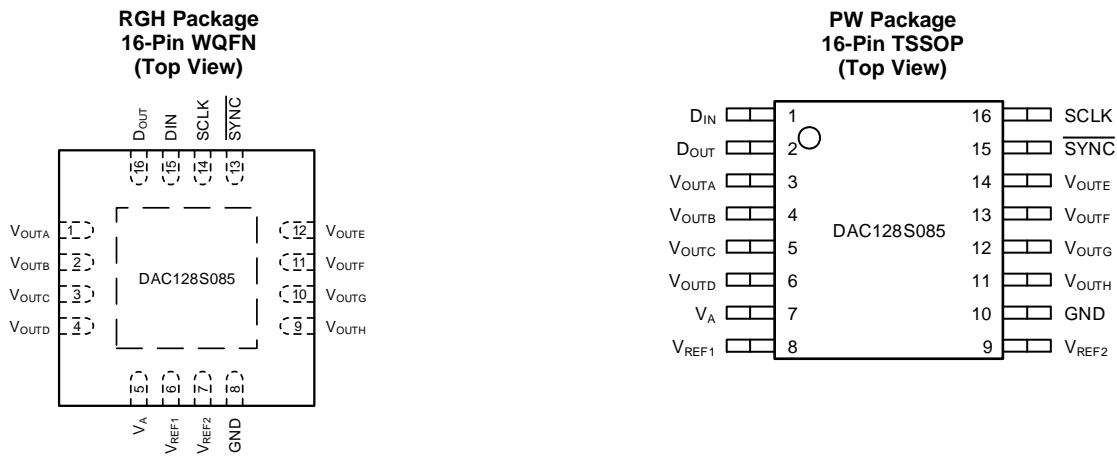 RGH Package
16-Pin WQFN
(Top View)
DOUT
DIN
SCLK
SYNC
16
15
14
13
VOUTA 1
VOUTB 2
VOUTC 3
VOUTD 4
DAC128S085
12 VOUTE
11 VOUTF
10 VOUTG
9 VOUTH
5
6
7
8
VA
VREF1
VREF2
GND
PW Package
16-Pin TSSOP
(Top View)
DIN 1 16 SCLK
DOUT 2 15 SYNC
VOUTA 3 14 VOUTE
VOUTB 4 13 VOUTF
DAC128S085
VOUTC 5 12 VOUTG
VOUTD 6 11 VOUTH
VA 7 10 GND
VREF1 8 9 VREF2